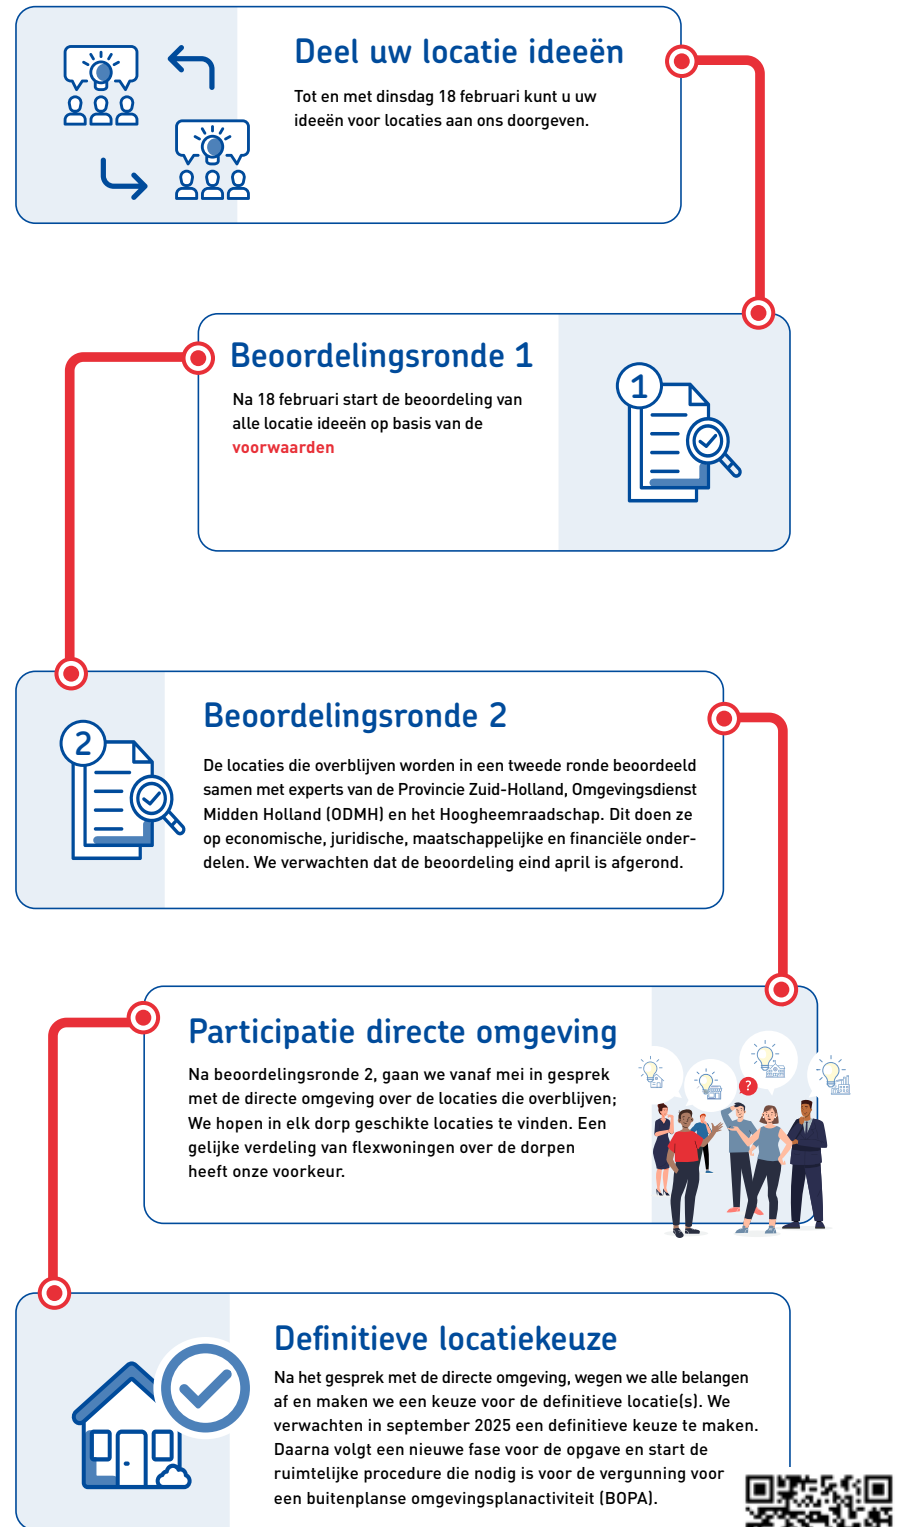 Deel uw locatie ideeën
Tot en met dinsdag 18 februari kunt u uw
ideeën voor locaties aan ons doorgeven.
Beoordelingsronde 1
Na 18 februari start de beoordeling van
alle locatie ideeën op basis van de
voorwaarden
1
2
Beoordelingsronde 2
De locaties die overblijven worden in een tweede ronde beoordeeld
samen met experts van de Provincie Zuid-Holland, Omgevingsdienst
Midden Holland (ODMH) en het Hoogheemraadschap. Dit doen ze
op economische, juridische, maatschappelijke en financiële onder-
delen. We verwachten dat de beoordeling eind april is afgerond.
Participatie directe omgeving
Na beoordelingsronde 2, gaan we vanaf mei in gesprek
met de directe omgeving over de locaties die overblijven;
We hopen in elk dorp geschikte locaties te vinden. Een
gelijke verdeling van flexwoningen over de dorpen
heeft onze voorkeur.
?
Definitieve locatiekeuze
Na het gesprek met de directe omgeving, wegen we alle belangen
af en maken we een keuze voor de definitieve locatie(s). We
verwachten in september 2025 een definitieve keuze te maken.
Daarna volgt een nieuwe fase voor de opgave en start de
ruimtelijke procedure die nodig is voor de vergunning voor
een buitenplanse omgevingsplanactiviteit (BOPA).